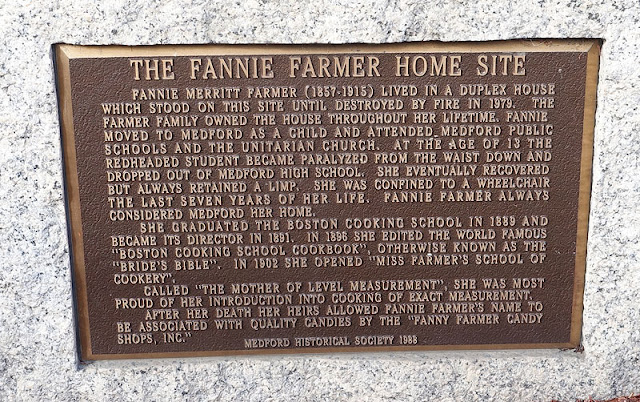 THE FANNIE FARMER HOME SITE
FANNIE MERRITT FARMER (1857-1915) LIVED IN A DUPLEX HOUSE
WHICH STOOD ON THIS SITE UNTIL DESTROYED BY FIRE IN 1979. THE
FARMER FAMILY OWNED THE HOUSE THROUGHOUT HER LIFETIME. FANNIE
MOVED TO MEDFORD AS A CHILD AND ATTENDED MEDFORD PUBLIC
SCHOOLS AND THE UNITARIAN CHURCH. AT THE AGE OF 13 THE
REDHEADED STUDENT BECAME PARALYZED FROM THE WAIST DOWN AND
DROPPED OUT OF MEDFORD HIGH SCHOOL. SHE EVENTUALLY RECOVERED
BUT ALWAYS RETAINED A LIMP. SHE WAS CONFINED TO A WHEELCHAIR
THE LAST SEVEN YEARS OF HER LIFE. FANNIE FARMER ALWAYS
CONSIDERED MEDFORD HER HOME.
SHE GRADUATED THE BOSTON COOKING SCHOOL IN 1889 AND
BECAME ITS DIRECTOR IN 1891. IN 1896 SHE EDITED THE WORLD FAMOUS
"BOSTON COOKING SCHOOL COOKBOOK", OTHERWISE KNOWN AS THE
"BRIDE'S BIBLE". IN 1902 SHE OPENED "MISS FARMER'S SCHOOL OF
COOKERY".
CALLED "THE MOTHER OF LEVEL MEASUREMENT", SHE WAS MOST
PROUD OF HER INTRODUCTION INTO COOKING OF EXACT MEASUREMENT.
AFTER HER DEATH HER HEIRS ALLOWED FANNIE FARMER'S NAME TO
BE ASSOCIATED WITH QUALITY CANDIES BY THE "FANNY FARMER CANDY
SHOPS, INC."
MEDFORD HISTORICAL SOCIETY 1988